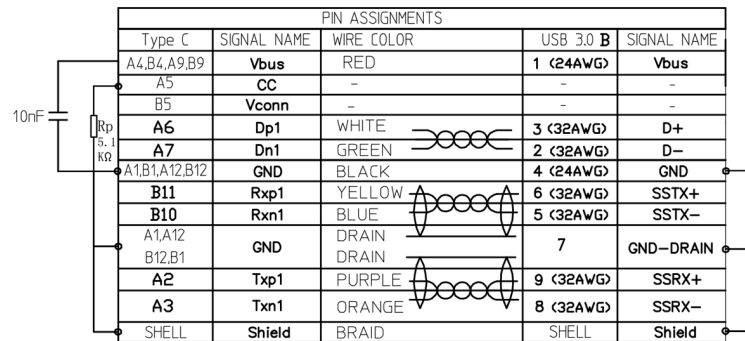 PIN ASSIGNMENTS
Type C SIGNAL NAME WIRE COLOR USB 3.0 B SIGNAL NAME
A4,B4,A9,B9 Vbus RED 1 (24AWG) Vbus
A5 CC - - -
B5 Vconn - - -
A6 Dp1 WHITE 3 (32AWG) D+
A7 Dn1 GREEN 2 (32AWG) D-
A1,B1,A12,B12 GND BLACK 4 (24AWG) GND
B11 Rxp1 YELLOW 6 (32AWG) SSTX+
B10 Rxn1 BLUE 5 (32AWG) SSTX-
A1,A12 DRAIN
GND 7 GND-DRAIN
B12,B1 DRAIN
A2 Txp1 PURPLE 9 (32AWG) SSRX+
A3 Txn1 ORANGE 8 (32AWG) SSRX-
SHELL Shield BRAID SHELL Shield
10nF
Rp
5.1
KΩ